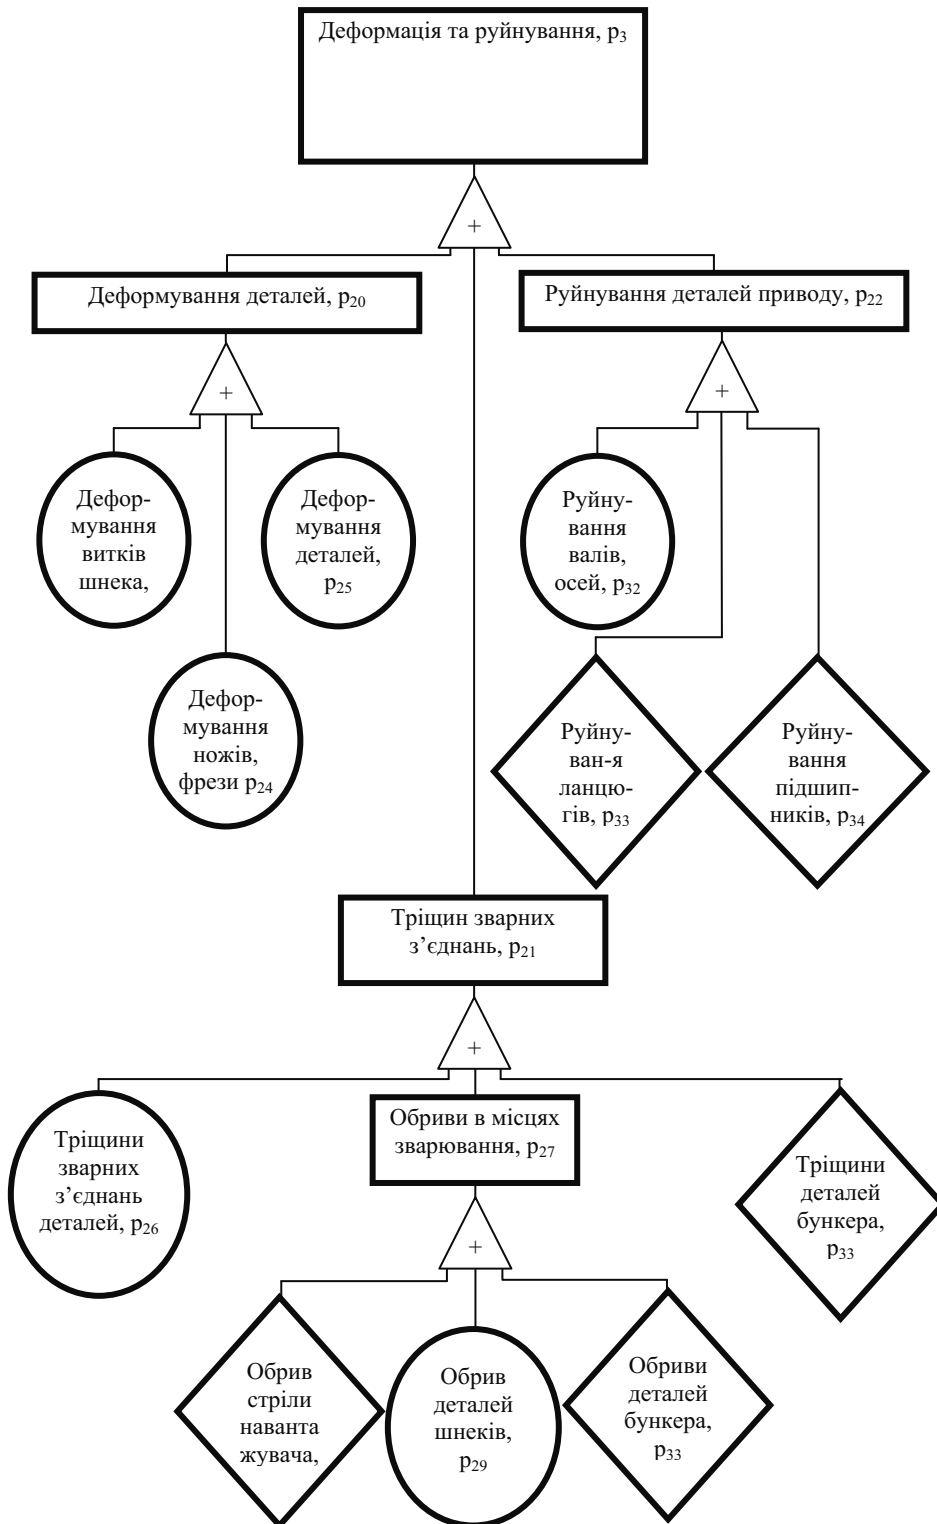 Деформація та руйнування, р₃
+
Деформування деталей, р₂₀
Руйнування деталей приводу, р₂₂
+
+
Дефор-
мування
витків
шнека,
Дефор-
мування
деталей,
р₂₅
Руйну-
вання
валів,
осей, р₃₂
Дефор-
мування
ножів,
фрези р₂₄
Руйну-
ван-я
ланцю-
гів, р₃₃
Руйну-
вання
підшип-
ників, р₃₄
Тріщин зварних
з’єднань, р₂₁
+
Тріщини
зварних
з’єднань
деталей, р₂₆
Обриви в місцях
зварювання, р₂₇
Тріщини
деталей
бункера,
р₃₃
+
Обрив
стріли
наванта
жувача,
Обрив
деталей
шнеків,
р₂₉
Обриви
деталей
бункера,
р₃₃